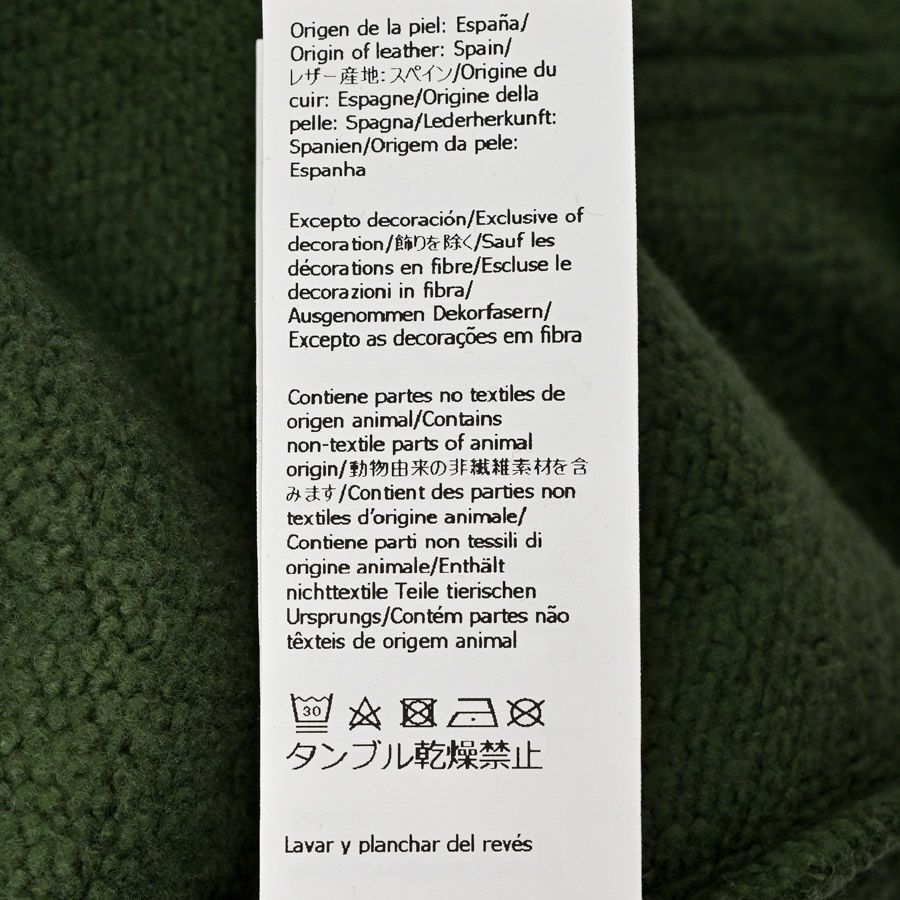 Origen de la piel: España/
Origin of leather: Spain/
レザー産地:スペイン/Origine du
cuir: Espagne/Origine della
pelle: Spagna/Lederherkunft:
Spanien/Origem da pele:
Espanha
Excepto decoración/Exclusive of
decoration/飾りを除く/Sauf les
décorations en fibre/Escluse le
decorazioni in fibra/
Ausgenommen Dekorfasern/
Excepto as decorações em fibra
Contiene partes no textiles de
origen animal/Contains
non-textile parts of animal
origin/動物由来の非繊維素材を含
みます/Contient des parties non
textiles d'origine animale/
Contiene parti non tessili di
origine animale/Enthält
nichttextile Teile tierischen
Ursprungs/Contém partes não
têxteis de origem animal
30
タンブル乾燥禁止
Lavar y planchar del revés